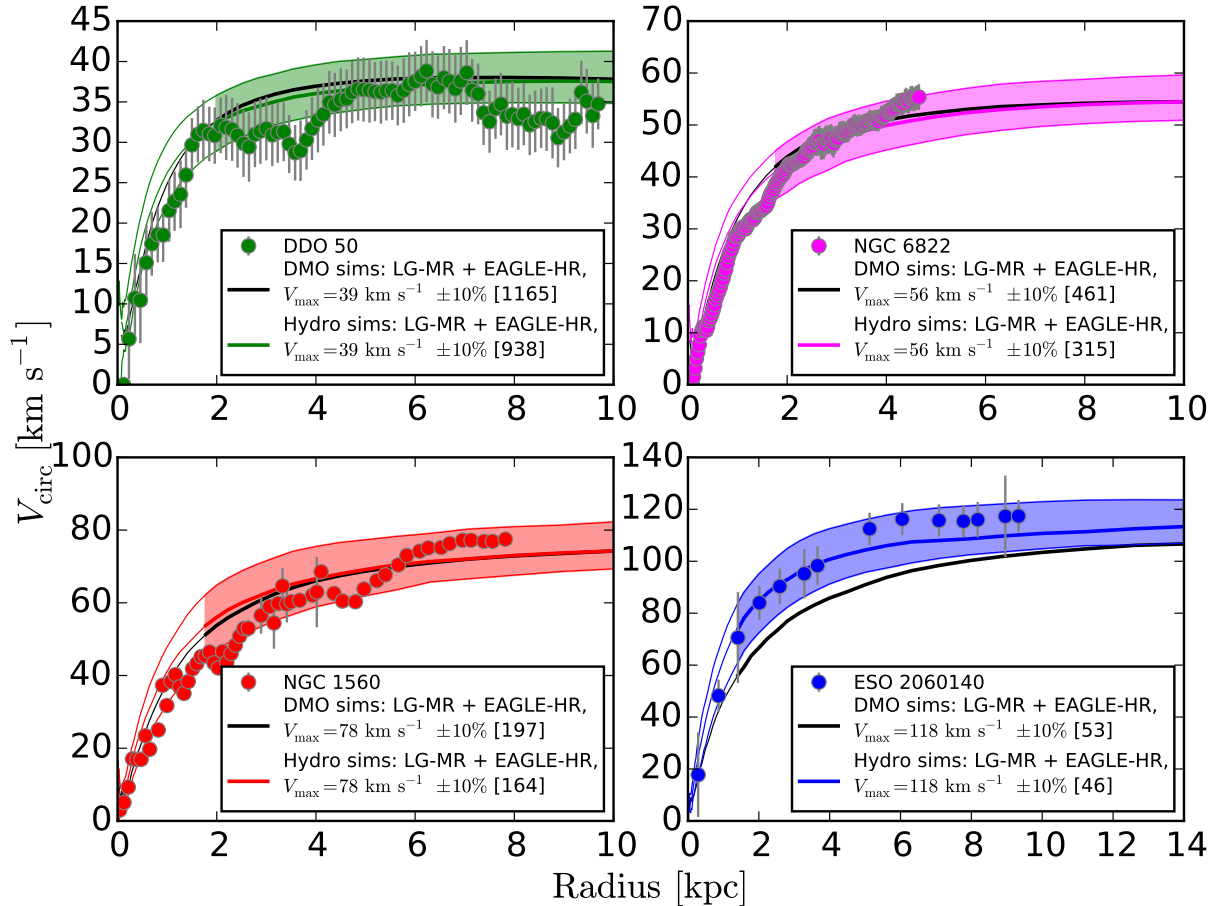 45
40
35
30
25
20
15
10
5
0
0 2 4 6 8 10
DDO 50
DMO sims: LG-MR + EAGLE-HR,
V_max=39 km s⁻¹ ±10% [1165]
Hydro sims: LG-MR + EAGLE-HR,
V_max=39 km s⁻¹ ±10% [938]
70
60
50
40
30
20
10
0
0 2 4 6 8 10
NGC 6822
DMO sims: LG-MR + EAGLE-HR,
V_max=56 km s⁻¹ ±10% [461]
Hydro sims: LG-MR + EAGLE-HR,
V_max=56 km s⁻¹ ±10% [315]
V_circ [km s⁻¹]
100
80
60
40
20
0
0 2 4 6 8 10
NGC 1560
DMO sims: LG-MR + EAGLE-HR,
V_max=78 km s⁻¹ ±10% [197]
Hydro sims: LG-MR + EAGLE-HR,
V_max=78 km s⁻¹ ±10% [164]
140
120
100
80
60
40
20
0
0 2 4 6 8 10 12 14
ESO 2060140
DMO sims: LG-MR + EAGLE-HR,
V_max=118 km s⁻¹ ±10% [53]
Hydro sims: LG-MR + EAGLE-HR,
V_max=118 km s⁻¹ ±10% [46]
Radius [kpc]